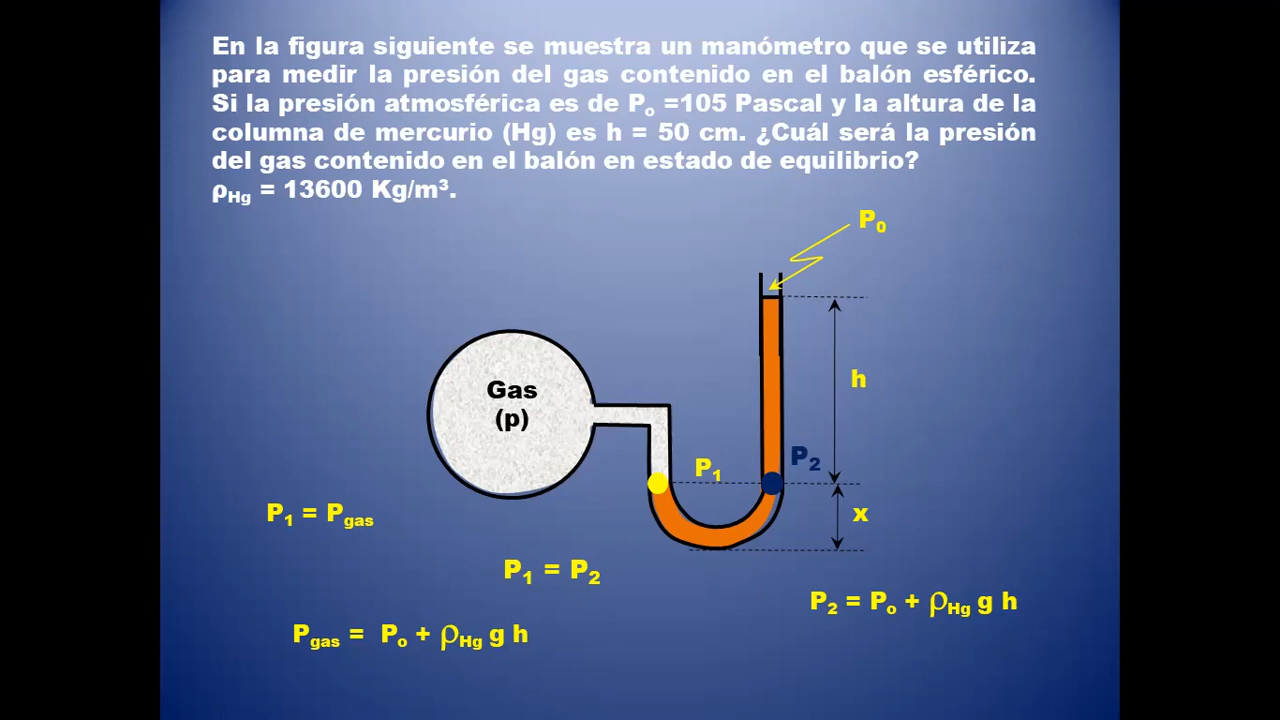 En la figura siguiente se muestra un manómetro que se utiliza
para medir la presión del gas contenido en el balón esférico.
Si la presión atmosférica es de Po =105 Pascal y la altura de la
columna de mercurio (Hg) es h = 50 cm. ¿Cuál será la presión
del gas contenido en el balón en estado de equilibrio?
ρHg = 13600 Kg/m³.
P0
h
Gas
(p)
P2
P1
x
P1 = Pgas
P1 = P2
P2 = Po + ρHg g h
Pgas = Po + ρHg g h